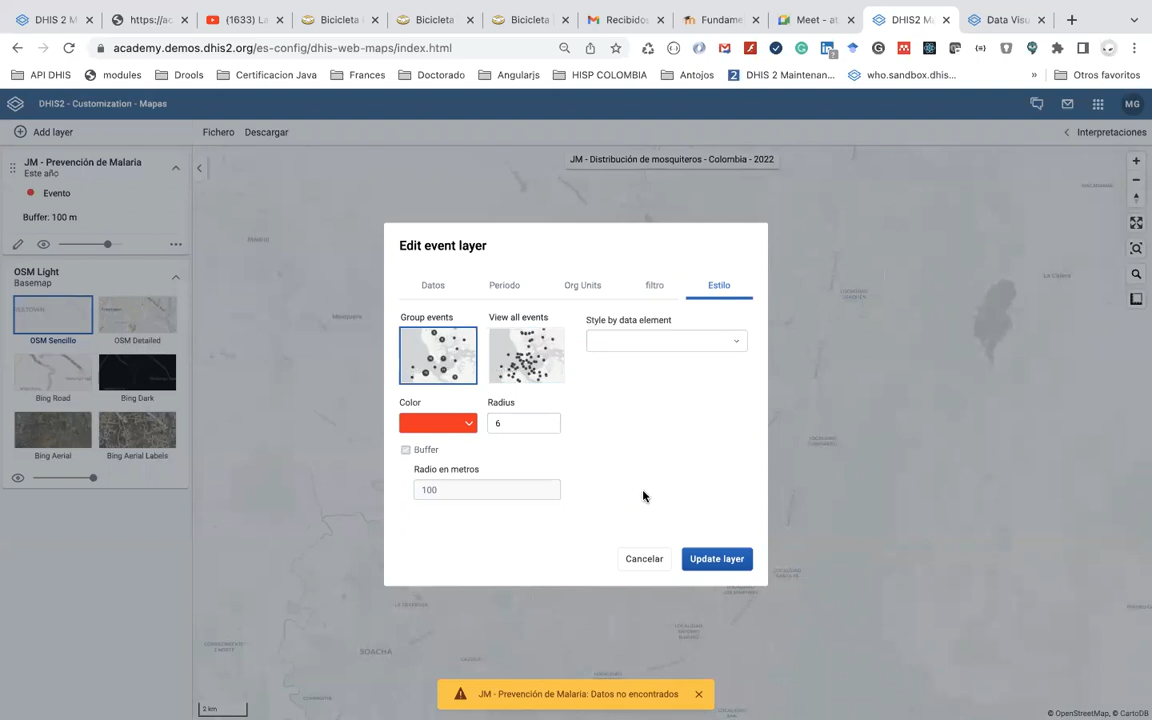 DHIS2 M
https://ac
(1633) L
Bicicleta
Bicicleta
Bicicleta
Recibidos
Fundame
Meet - at
DHIS2 Ma
Data Visu
academy.demos.dhis2.org/es-config/dhis-web-maps/index.html
API DHIS
modules
Drools
Certificacion Java
Frances
Doctorado
Angularjs
HISP COLOMBIA
Antojos
DHIS 2 Maintenan...
who.sandbox.dhis...
»
Otros favoritos
DHIS2 - Customization - Mapas
MG
Add layer
Fichero
Descargar
Interpretaciones
JM - Prevención de Malaria
Este año
Evento
Buffer: 100 m
JM - Distribución de mosquiteros - Colombia - 2022
OSM Light
Basemap
OSM Sencillo
OSM Detailed
Bing Road
Bing Dark
Bing Aerial
Bing Aerial Labels
Edit event layer
Datos
Periodo
Org Units
filtro
Estilo
Group events
View all events
Style by data element
Color
Radius
6
Buffer
Radio en metros
100
Cancelar
Update layer
La Calera
SOACHA
JM - Prevención de Malaria: Datos no encontrados
2 km
© OpenStreetMap, © CartoDB